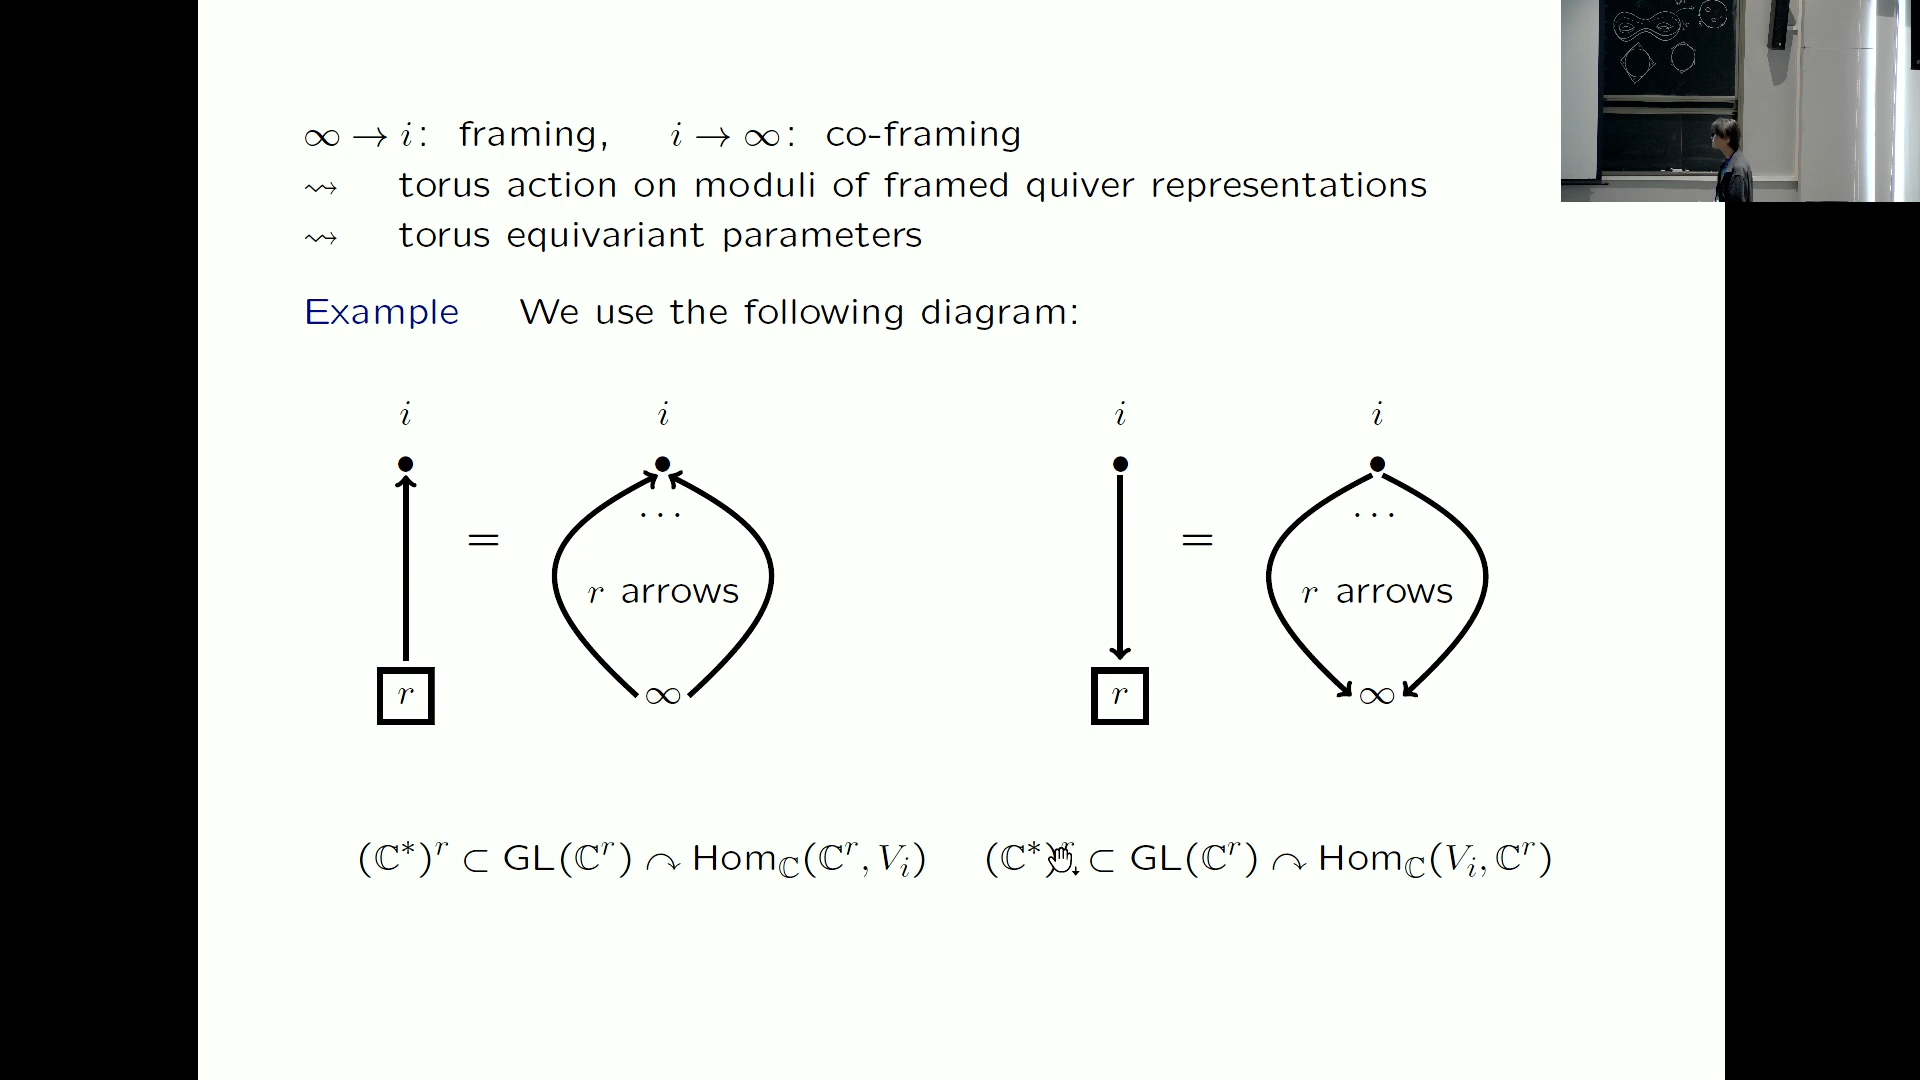 ∞ → i: framing, i → ∞: co-framing
⇝ torus action on moduli of framed quiver representations
⇝ torus equivariant parameters
Example We use the following diagram:
i i i i
= ... = ...
r arrows r arrows
r ∞ r ∞
(ℂ*)^r ⊂ GL(ℂ^r) ↷ Hom_ℂ(ℂ^r, V_i) (ℂ*)^r ⊂ GL(ℂ^r) ↷ Hom_ℂ(V_i, ℂ^r)